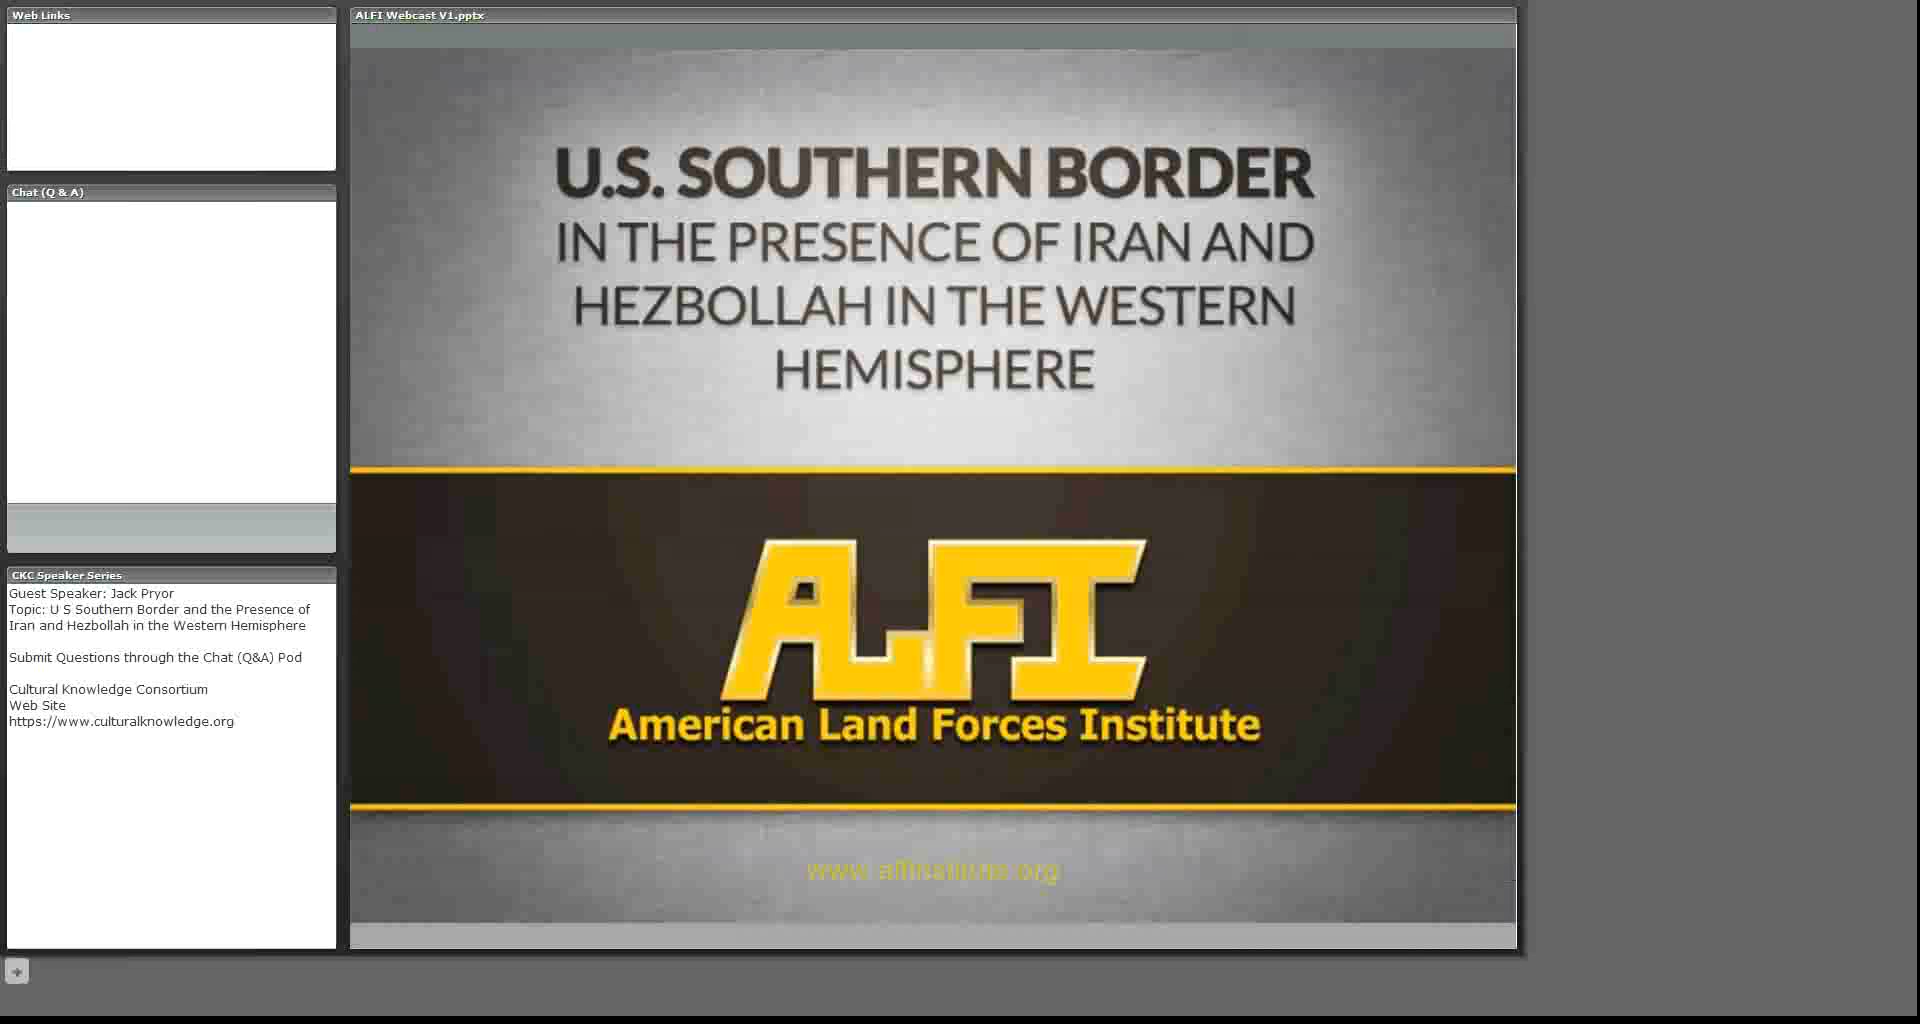 Web Links
Chat (Q & A)
CKC Speaker Series
Guest Speaker: Jack Pryor
Topic: U S Southern Border and the Presence of
Iran and Hezbollah in the Western Hemisphere
Submit Questions through the Chat (Q&A) Pod
Cultural Knowledge Consortium
Web Site
https://www.culturalknowledge.org
ALFI Webcast V1.pptx
U.S. SOUTHERN BORDER
IN THE PRESENCE OF IRAN AND
HEZBOLLAH IN THE WESTERN
HEMISPHERE
ALFI
American Land Forces Institute